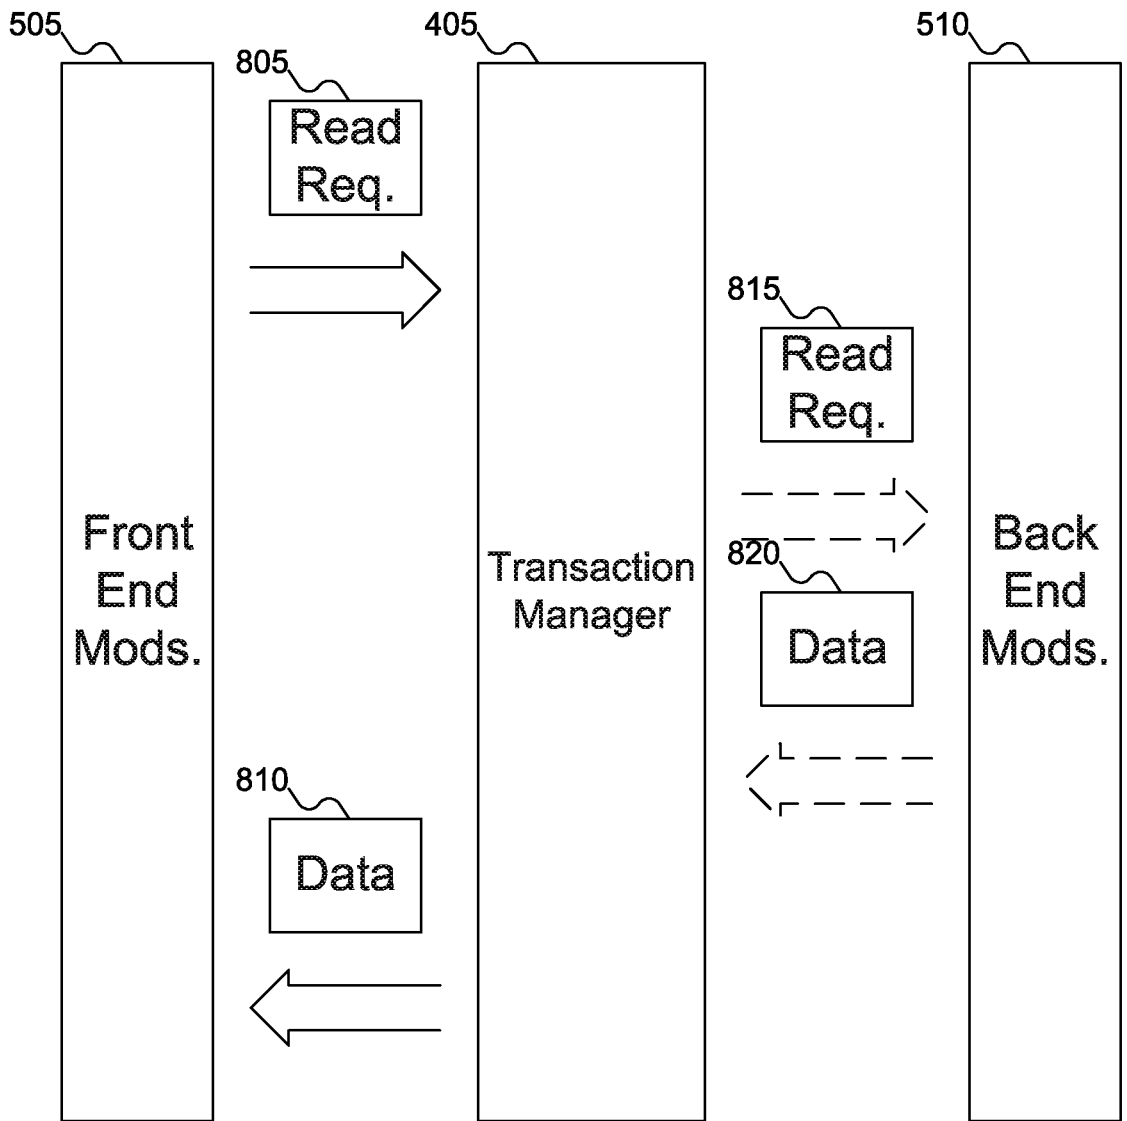 505
405
510
805
Read
Req.
815
Read
Req.
Front
End
Mods.
Transaction
Manager
Back
End
Mods.
820
Data
810
Data